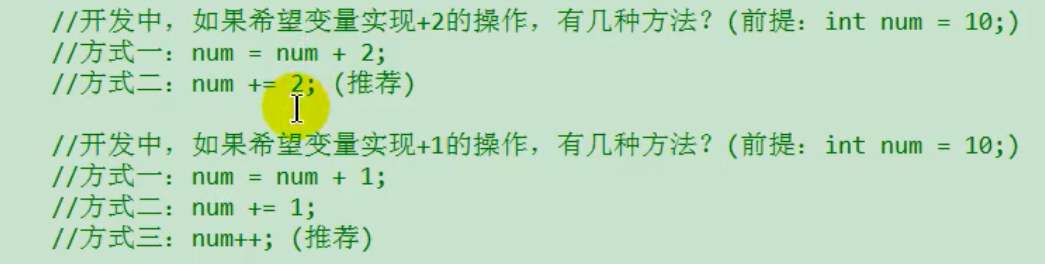 //开发中，如果希望变量实现+2的操作，有几种方法？(前提：int num = 10;)
//方式一：num = num + 2;
//方式二：num += 2; (推荐)
//开发中，如果希望变量实现+1的操作，有几种方法？(前提：int num = 10;)
//方式一：num = num + 1;
//方式二：num += 1;
//方式三：num++; (推荐)